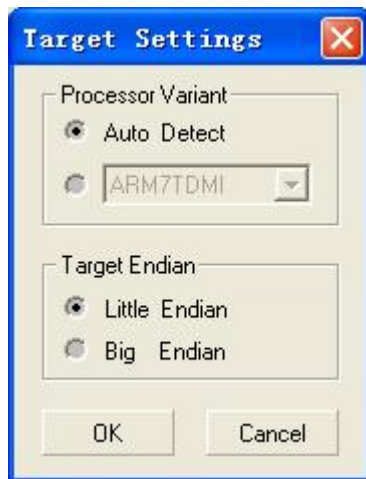 Target Settings
Processor Variant
Auto Detect
ARM7TDMI
Target Endian
Little Endian
Big Endian
OK
Cancel